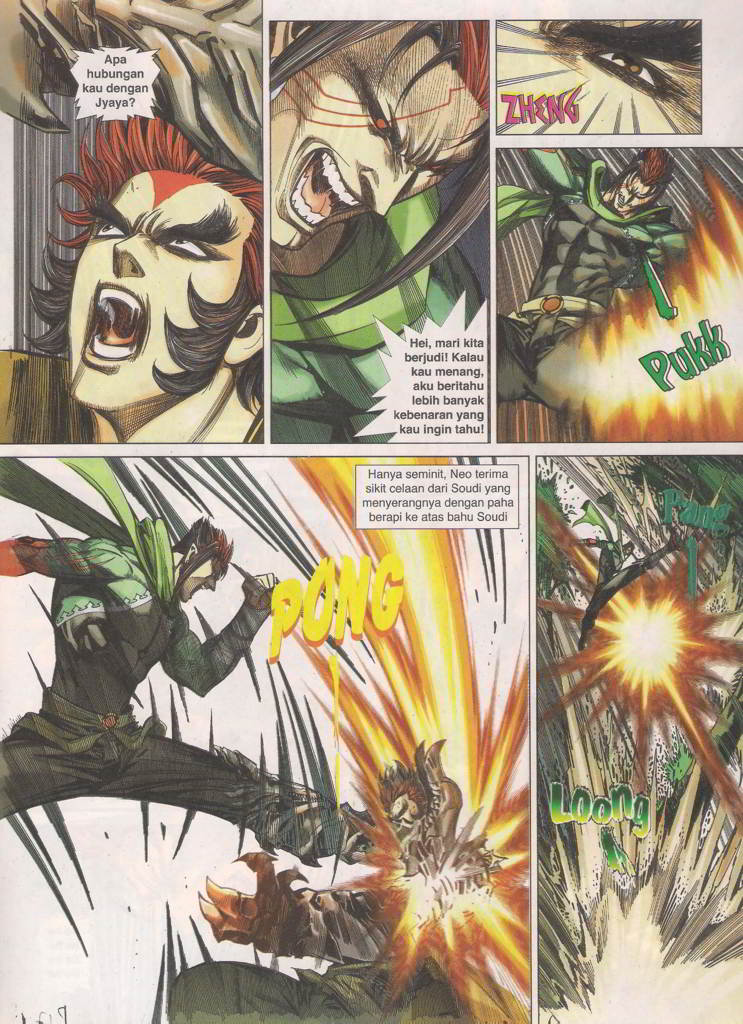 Apa
hubungan
kau dengan
Jyaya?
Hei, mari kita
berjudi! Kalau
kau menang,
aku beritahu
lebih banyak
kebenaran yang
kau ingin tahu!
ZHENG
Pukk
Hanya seminit, Neo terima
sikit celaan dari Soudi yang
menyerangnya dengan paha
berapi ke atas bahu Soudi
PONG
Pang
Loong